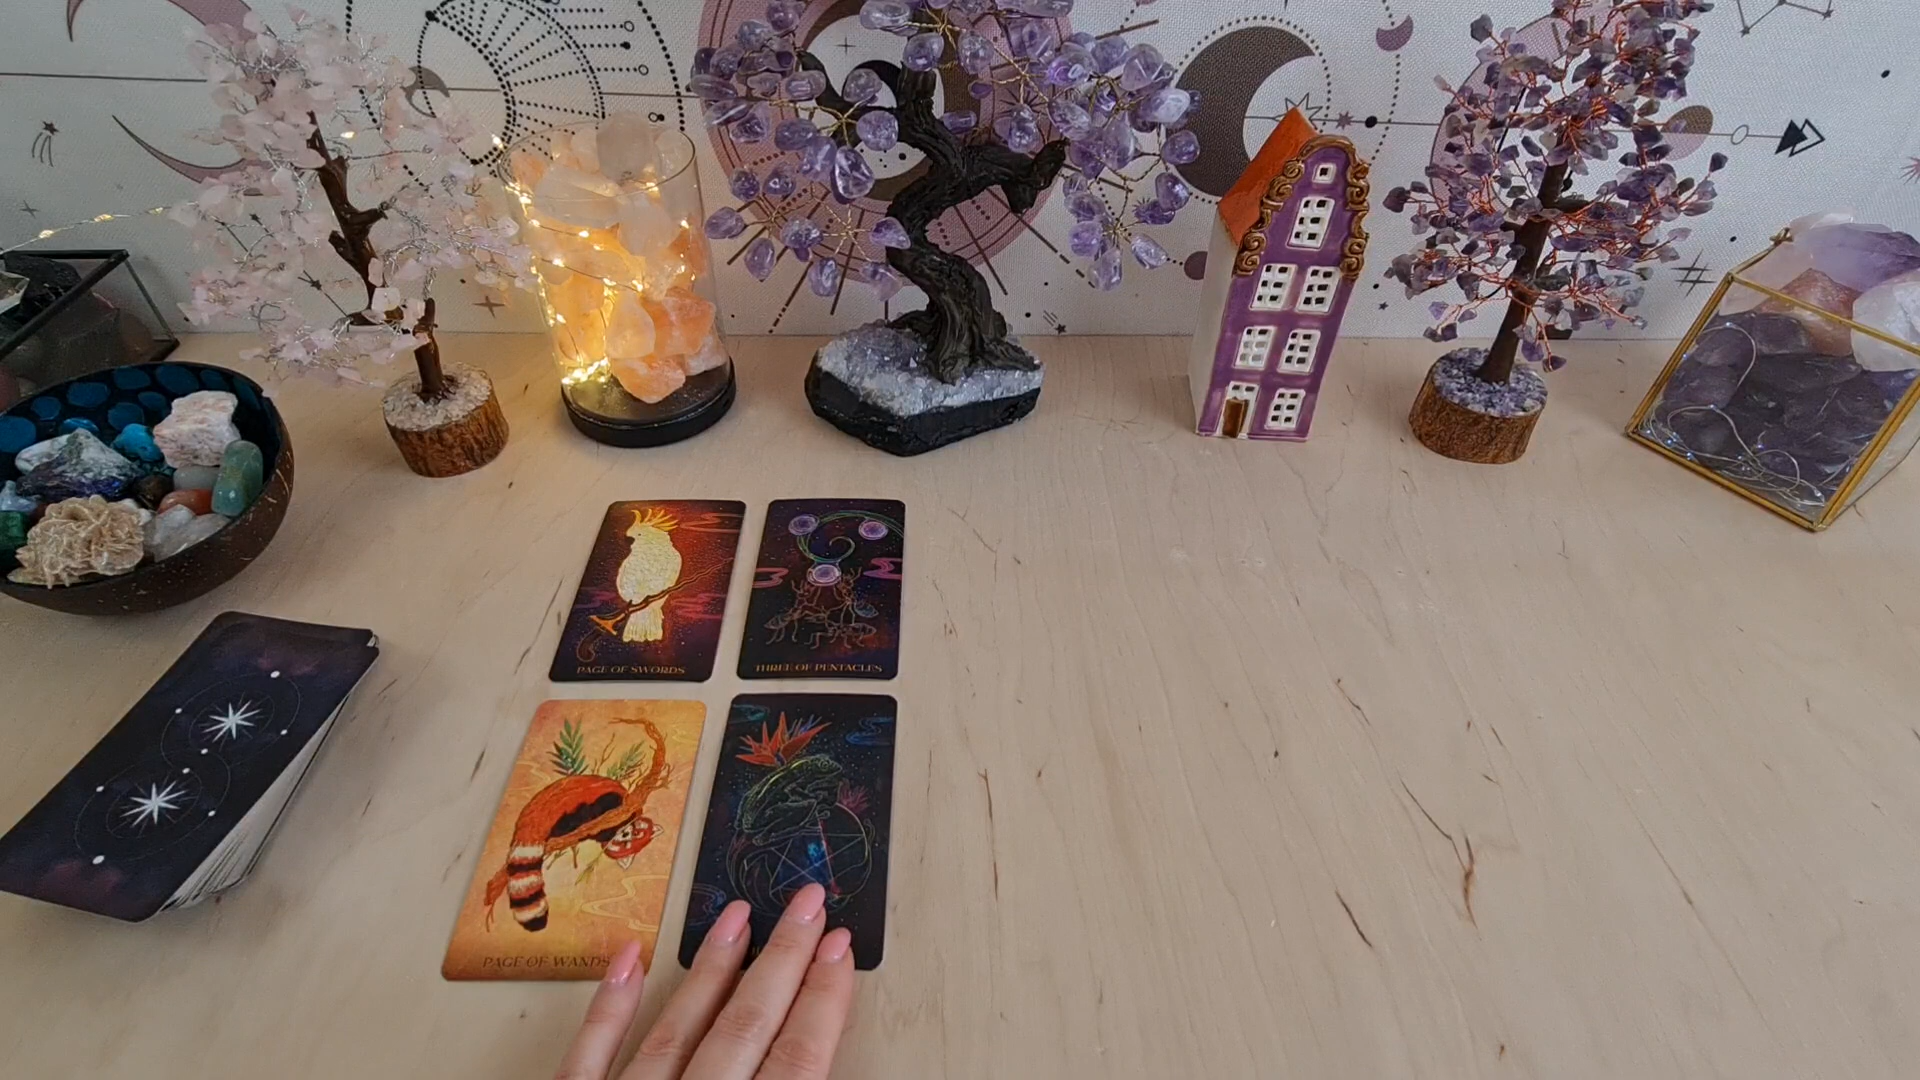 PAGE OF SWORDS
THREE OF PENTACLES
PAGE OF WANDS